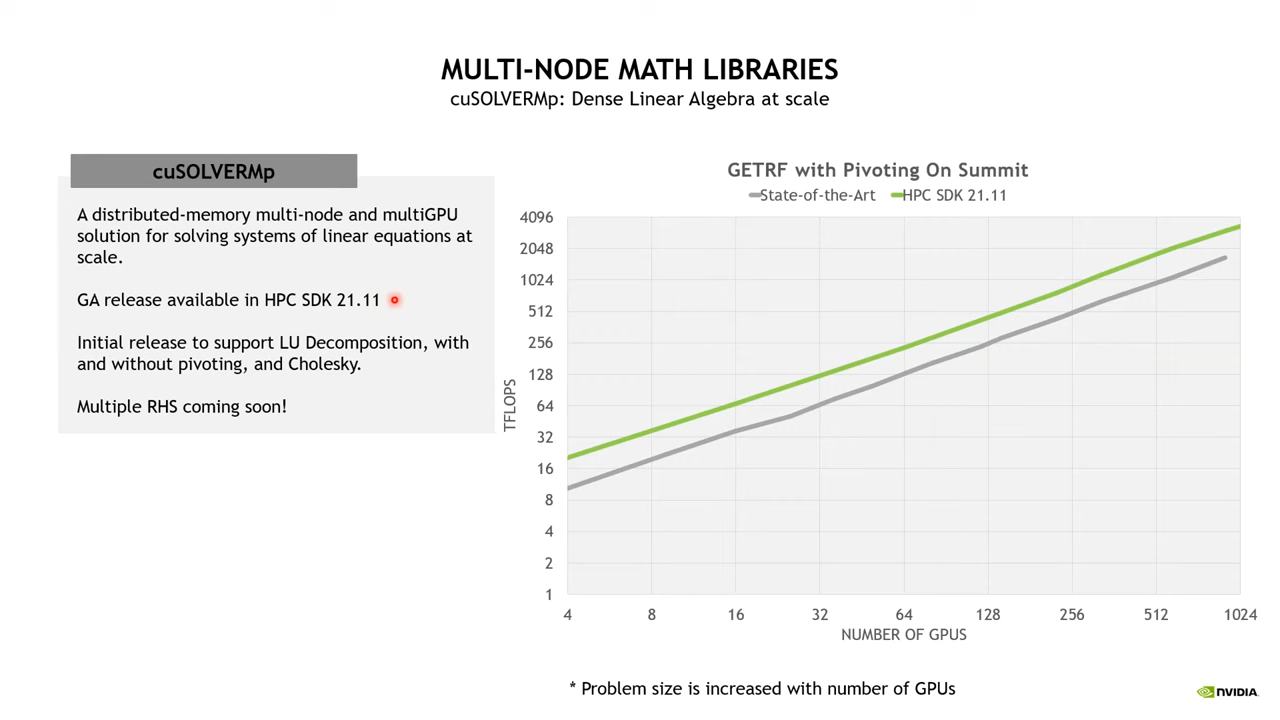 MULTI-NODE MATH LIBRARIES
cuSOLVERMp: Dense Linear Algebra at scale
cuSOLVERMp
A distributed-memory multi-node and multiGPU
solution for solving systems of linear equations at
scale.
GA release available in HPC SDK 21.11
Initial release to support LU Decomposition, with
and without pivoting, and Cholesky.
Multiple RHS coming soon!
GETRF with Pivoting On Summit
State-of-the-Art HPC SDK 21.11
4096
2048
1024
512
256
128
64
32
16
8
4
2
1
TFLOPS
4 8 16 32 64 128 256 512 1024
NUMBER OF GPUS
* Problem size is increased with number of GPUs
NVIDIA.